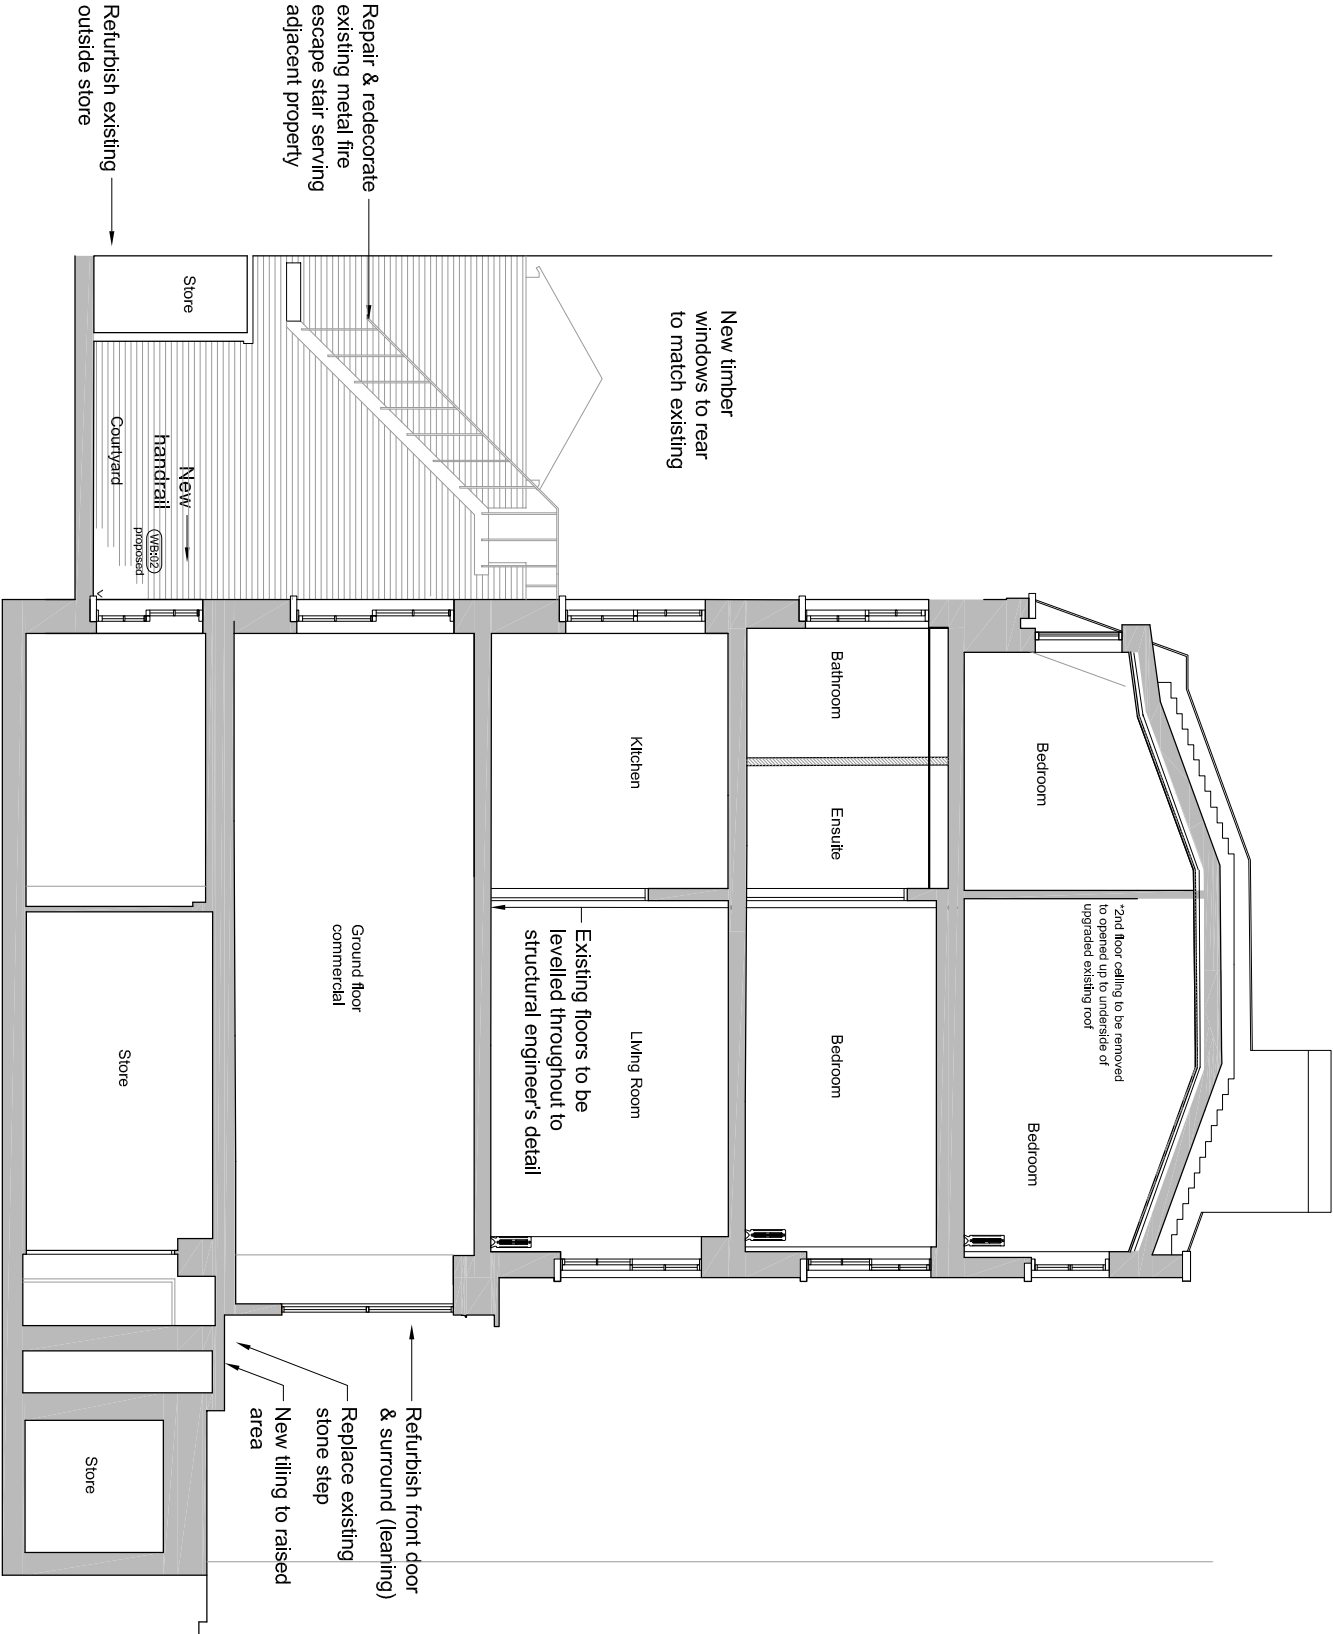 Refurbish existing
outside store
Repair & redecorate
existing metal fire
escape stair serving
adjacent property
New timber
windows to rear
to match existing
Store
Courtyard
New
handrail
WB:02
proposed
Bathroom
Ensuite
Kitchen
Bedroom
*2nd floor ceiling to be removed
to opened up to underside of
upgraded existing roof
Bedroom
Bedroom
Living Room
Existing floors to be
levelled throughout to
structural engineer's detail
Ground floor
commercial
Store
Store
Refurbish front door
& surround (leaning)
Replace existing
stone step
New tiling to raised
area